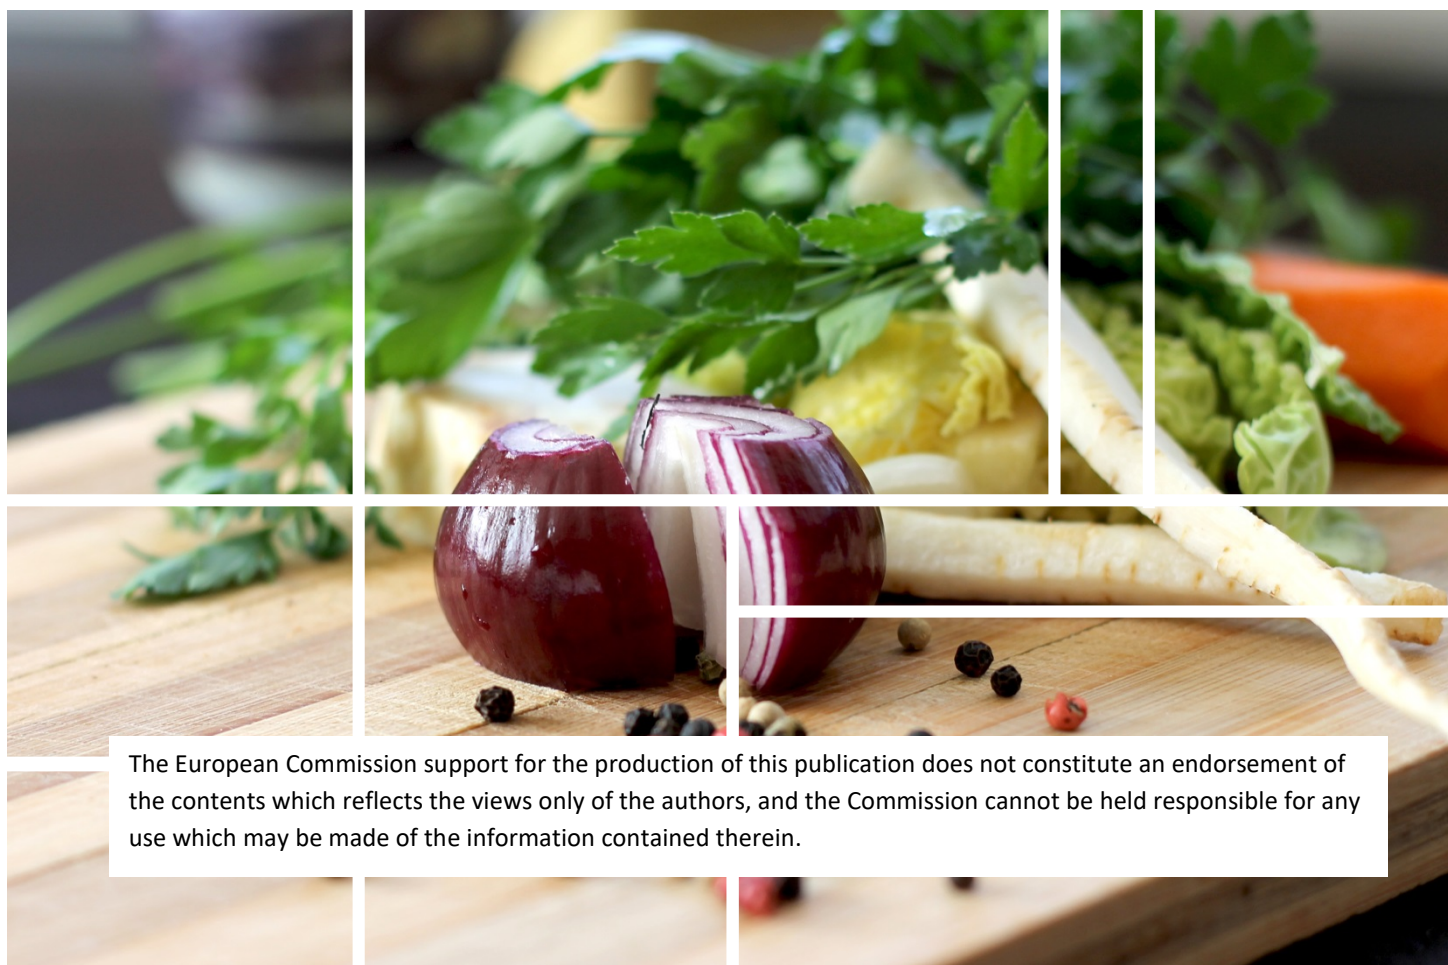 The European Commission support for the production of this publication does not constitute an endorsement of
the contents which reflects the views only of the authors, and the Commission cannot be held responsible for any
use which may be made of the information contained therein.